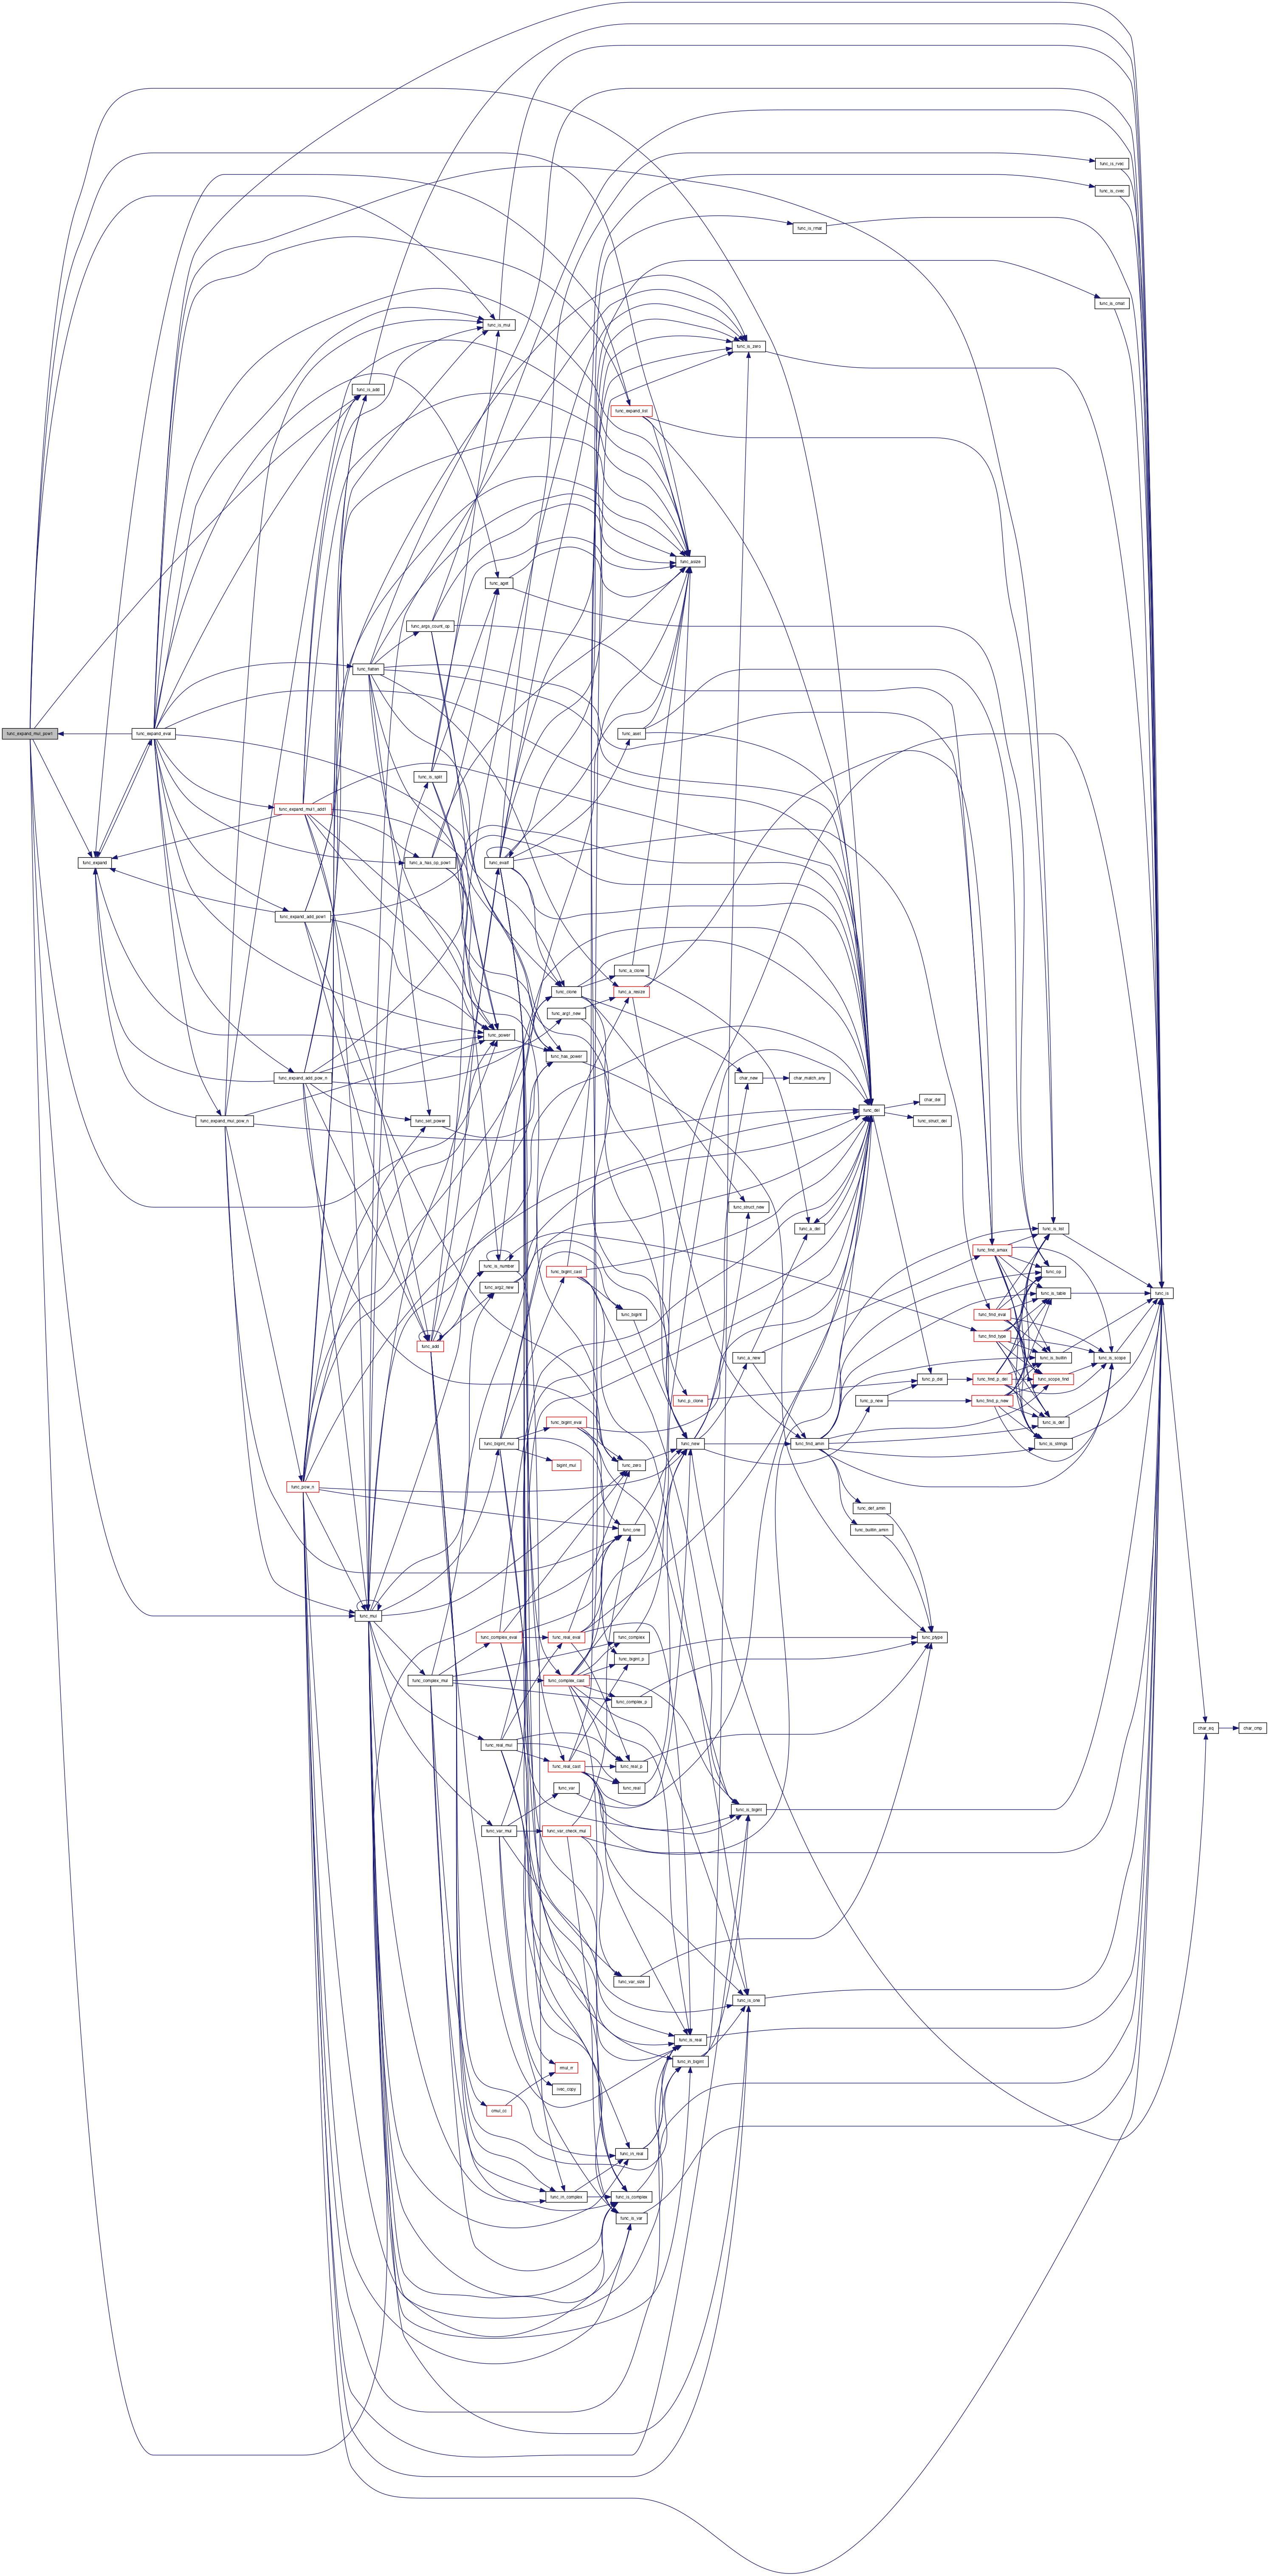 func_is_rvec
func_is_cvec
func_is_rmat
func_is_cmat
func_is_mul
func_is_zero
func_is_add
func_expand_list
func_asize
func_aget
func_args_count_op
func_flatten
func_expand_mul_pow1
func_expand_eval
func_aset
func_is_split
func_expand_mul1_add1
func_expand
func_a_has_op_pow1
func_eval1
func_expand_add_pow1
func_a_clone
func_clone
func_a_resize
func_arg1_new
func_power
func_has_power
func_expand_add_pow_n
char_new
char_match_any
char_del
func_del
func_struct_del
func_expand_mul_pow_n
func_set_power
func_struct_new
func_a_del
func_is_list
func_find_amax
func_is_number
func_bigint_cast
func_op
func_arg2_new
func_is_table
func_is
func_bigint
func_find_eval
func_find_type
func_add
func_a_new
func_is_builtin
func_is_scope
func_p_del
func_find_p_del
func_scope_find
func_p_clone
func_p_new
func_find_p_new
func_is_def
func_bigint_eval
func_bigint_mul
func_new
func_find_amin
func_is_strings
bigint_mul
func_zero
func_pow_n
func_def_amin
func_one
func_builtin_amin
func_mul
func_complex_eval
func_real_eval
func_complex
func_ptype
func_bigint_p
func_complex_mul
func_complex_cast
func_complex_p
char_eq
char_cmp
func_real_mul
func_real_cast
func_real_p
func_var
func_real
func_is_bigint
func_var_mul
func_var_check_mul
func_var_size
func_is_one
func_is_real
func_in_bigint
rmul_rr
ivec_copy
cmul_cc
func_in_real
func_in_complex
func_is_complex
func_is_var